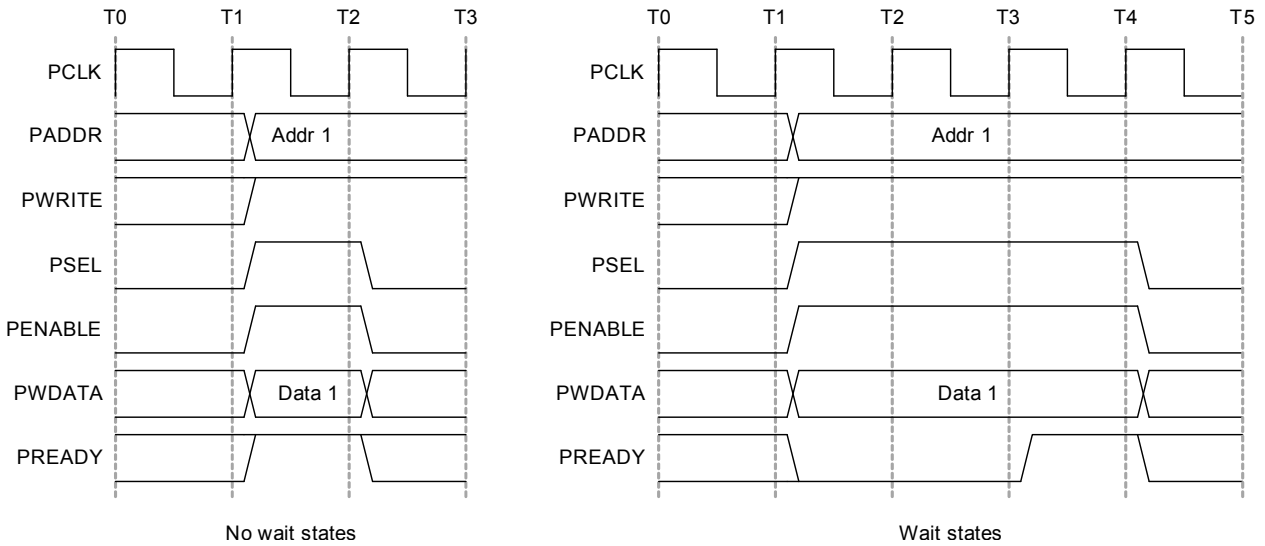 T0 T1 T2 T3
PCLK
PADDR Addr 1
PWRITE
PSEL
PENABLE
PWDATA Data 1
PREADY
No wait states
T0 T1 T2 T3 T4 T5
PCLK
PADDR Addr 1
PWRITE
PSEL
PENABLE
PWDATA Data 1
PREADY
Wait states